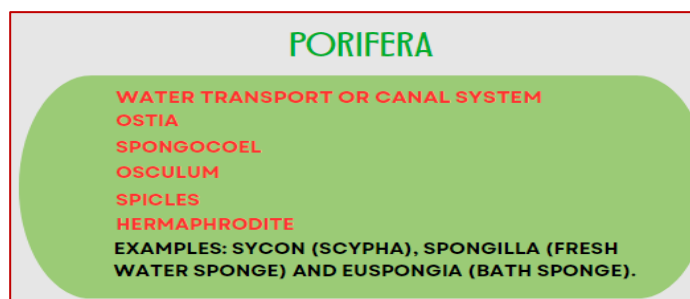 PORIFERA
WATER TRANSPORT OR CANAL SYSTEM
OSTIA
SPONGOCOEL
OSCULUM
SPICLES
HERMAPHRODITE
EXAMPLES: SYCON (SCYPHA), SPONGILLA (FRESH
WATER SPONGE) AND EUSPONGIA (BATH SPONGE).